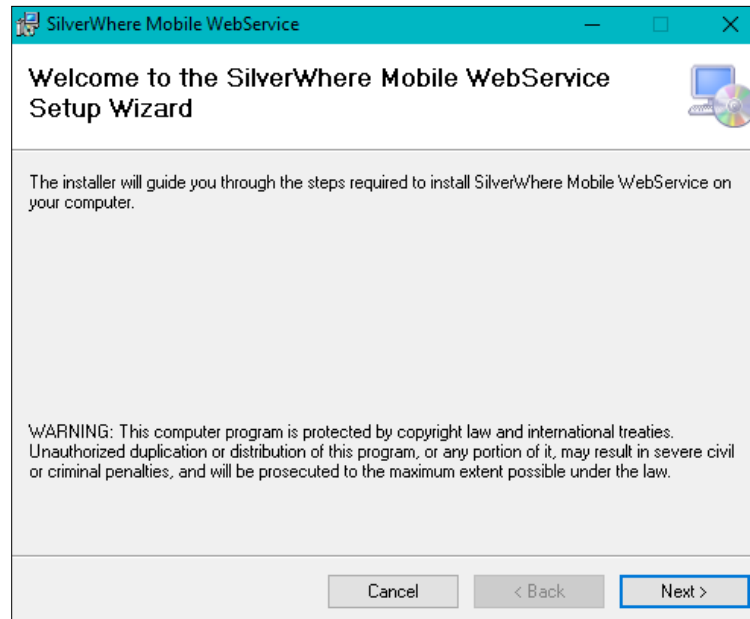 SilverWhere Mobile WebService
Welcome to the SilverWhere Mobile WebService
Setup Wizard
The installer will guide you through the steps required to install SilverWhere Mobile WebService on
your computer.
WARNING: This computer program is protected by copyright law and international treaties.
Unauthorized duplication or distribution of this program, or any portion of it, may result in severe civil
or criminal penalties, and will be prosecuted to the maximum extent possible under the law.
Cancel < Back Next >